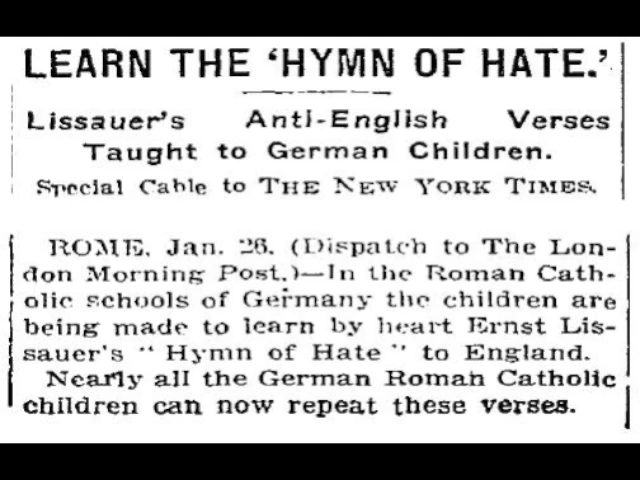 LEARN THE 'HYMN OF HATE.'
Lissauer's Anti-English Verses
Taught to German Children.
Special Cable to THE NEW YORK TIMES.
ROME, Jan. 26. (Dispatch to The Lon-
don Morning Post.)—In the Roman Cath-
olic schools of Germany the children are
being made to learn by heart Ernst Lis-
sauer's " Hymn of Hate " to England.
Nearly all the German Roman Catholic
children can now repeat these verses.